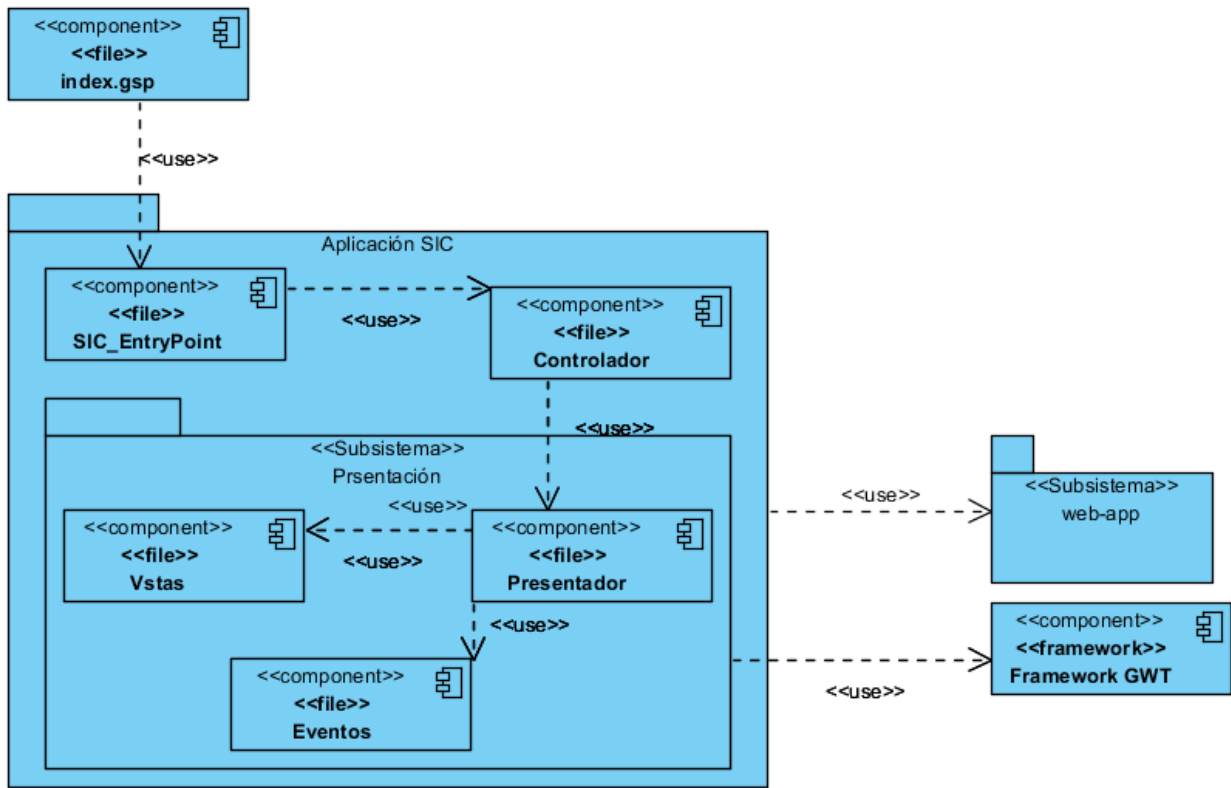 <<component>>
<<file>>
index.gsp
<<use>>
Aplicación SIC
<<component>>
<<file>>
SIC_EntryPoint
<<use>>
<<component>>
<<file>>
Controlador
<<use>>
<<Subsistema>>
Prsentación
<<use>>
<<component>>
<<file>>
Vstas
<<use>>
<<component>>
<<file>>
Presentador
<<use>>
<<component>>
<<file>>
Eventos
<<use>>
<<Subsistema>>
web-app
<<use>>
<<component>>
<<framework>>
Framework GWT